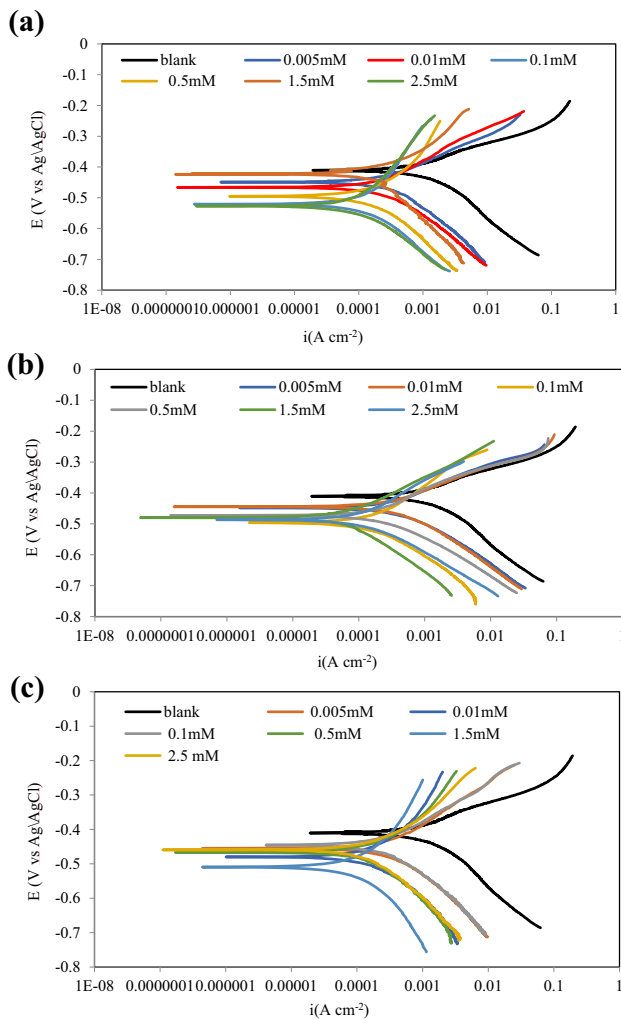 (a)
0
-0.1
-0.2
-0.3
-0.4
-0.5
-0.6
-0.7
-0.8
E (V vs Ag\AgCl)
blank 0.005mM 0.01mM 0.1mM
0.5mM 1.5mM 2.5mM
1E-08 0.0000001 0.000001 0.00001 0.0001 0.001 0.01 0.1 1
i(A cm-2)
(b)
0
-0.1
-0.2
-0.3
-0.4
-0.5
-0.6
-0.7
-0.8
E (V vs Ag\AgCl)
blank 0.005mM 0.01mM 0.1mM
0.5mM 1.5mM 2.5mM
1E-08 0.0000001 0.000001 0.00001 0.0001 0.001 0.01 0.1 1
i(A cm-2)
(c)
0
-0.1
-0.2
-0.3
-0.4
-0.5
-0.6
-0.7
-0.8
E (V vs Ag\AgCl)
blank 0.005mM 0.01mM
0.1mM 0.5mM 1.5mM
2.5 mM
1E-08 0.0000001 0.000001 0.00001 0.0001 0.001 0.01 0.1 1
i(A cm-2)